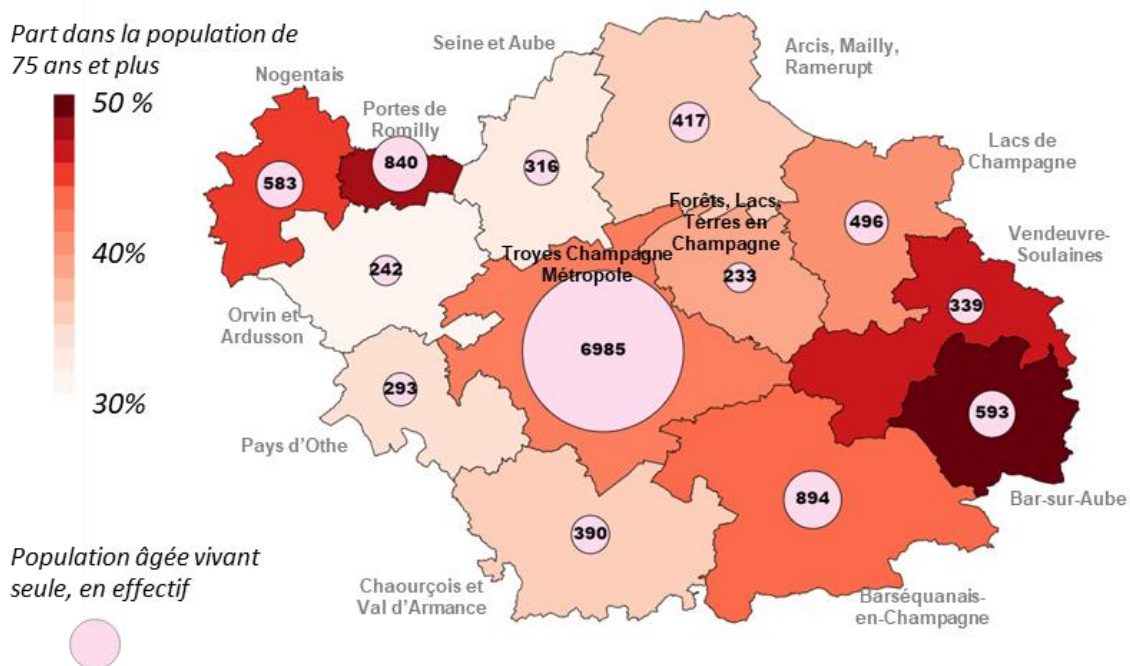 Part dans la population de
75 ans et plus
50 %
40%
30%
Seine et Aube
Arcis, Mailly,
Ramerupt
Nogentais
Portes de
Romilly
417
840
316
Lacs de
Champagne
583
Forêts, Lacs,
Terres en
Champagne
496
Vendeuvre-
Soulaines
Troyes Champagne
Métropole
242
233
339
Orvin et
Ardusson
6985
293
593
Pays d'Othe
894
Bar-sur-Aube
390
Population âgée vivant
seule, en effectif
Chaourçois et
Val d'Armance
Barséquanais-
en-Champagne